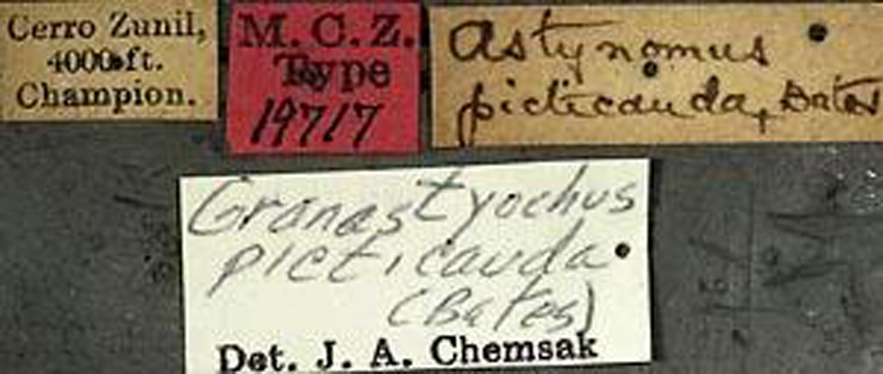 Cerro Zunil,
4000 ft.
Champion.
M. C. Z.
Type
19717
Astynomus
picticauda, Bates
Granastyochus
picticauda
(Bates)
Det. J. A. Chemsak